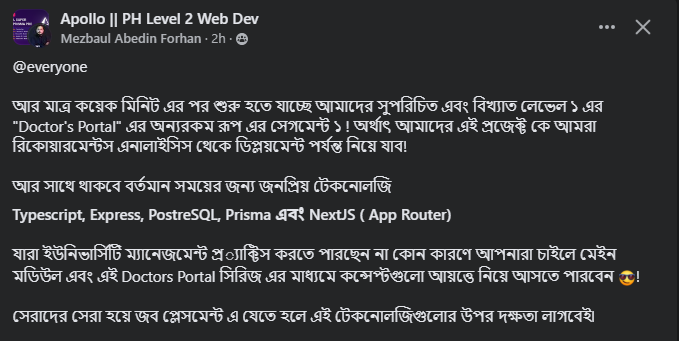 Apollo || PH Level 2 Web Dev
Mezbaul Abedin Forhan · 2h ·
@everyone
আর মাত্র কয়েক মিনিট এর পর শুরু হতে যাচ্ছে আমাদের সুপরিচিত এবং বিখ্যাত লেভেল ১ এর
"Doctor's Portal" এর অন্যরকম রূপ এর সেগমেন্ট ১ ! অর্থাৎ আমাদের এই প্রজেক্ট কে আমরা
রিকোয়ারমেন্টস এনালাইসিস থেকে ডিপ্লয়মেন্ট পর্যন্ত নিয়ে যাব!
আর সাথে থাকবে বর্তমান সময়ের জন্য জনপ্রিয় টেকনোলজি
Typescript, Express, PostreSQL, Prisma এবং NextJS ( App Router)
যারা ইউনিভার্সিটি ম্যানেজমেন্ট প্র্যাক্টিস করতে পারছেন না কোন কারণে আপনারা চাইলে মেইন
মডিউল এবং এই Doctors Portal সিরিজ এর মাধ্যমে কন্সেপ্টগুলো আয়ত্তে নিয়ে আসতে পারবেন 😎!
সেরাদের সেরা হয়ে জব প্লেসমেন্ট এ যেতে হলে এই টেকনোলজিগুলোর উপর দক্ষতা লাগবেই!